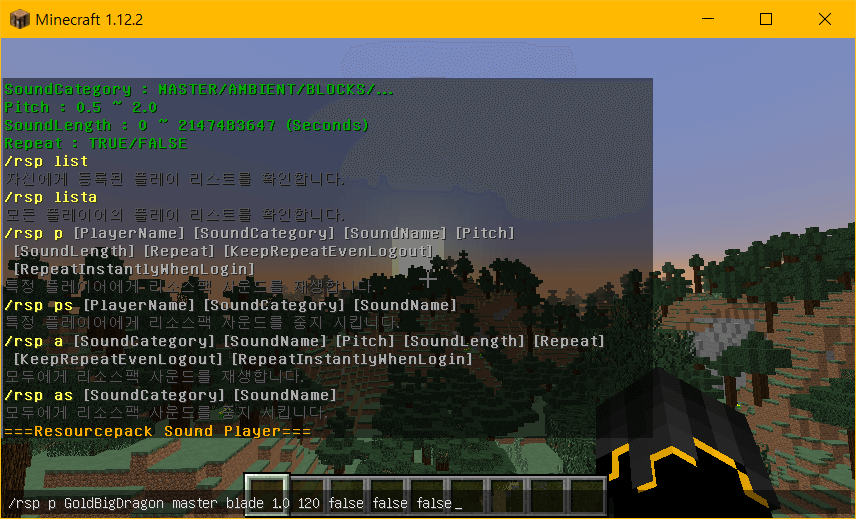 Minecraft 1.12.2
SoundCategory : MASTER/AMBIENT/BLOCKS/...
Pitch : 0.5 ~ 2.0
SoundLength : 0 ~ 2147483647 (Seconds)
Repeat : TRUE/FALSE
/rsp list
자신에게 등록된 플레이 리스트를 확인합니다.
/rsp lista
모든 플레이어의 플레이 리스트를 확인합니다.
/rsp p [PlayerName] [SoundCategory] [SoundName] [Pitch]
[SoundLength] [Repeat] [KeepRepeatEvenLogout]
[RepeatInstantlyWhenLogin]
특정 플레이어에게 리소스팩 사운드를 재생합니다.
/rsp ps [PlayerName] [SoundCategory] [SoundName]
특정 플레이어에게 리소스팩 사운드를 중지 시킵니다.
/rsp a [SoundCategory] [SoundName] [Pitch] [SoundLength] [Repeat]
[KeepRepeatEvenLogout] [RepeatInstantlyWhenLogin]
모두에게 리소스팩 사운드를 재생합니다.
/rsp as [SoundCategory] [SoundName]
모두에게 리소스팩 사운드를 중지 시킵니다.
===Resourcepack Sound Player===
/rsp p GoldBigDragon master blade 1.0 120 false false false_